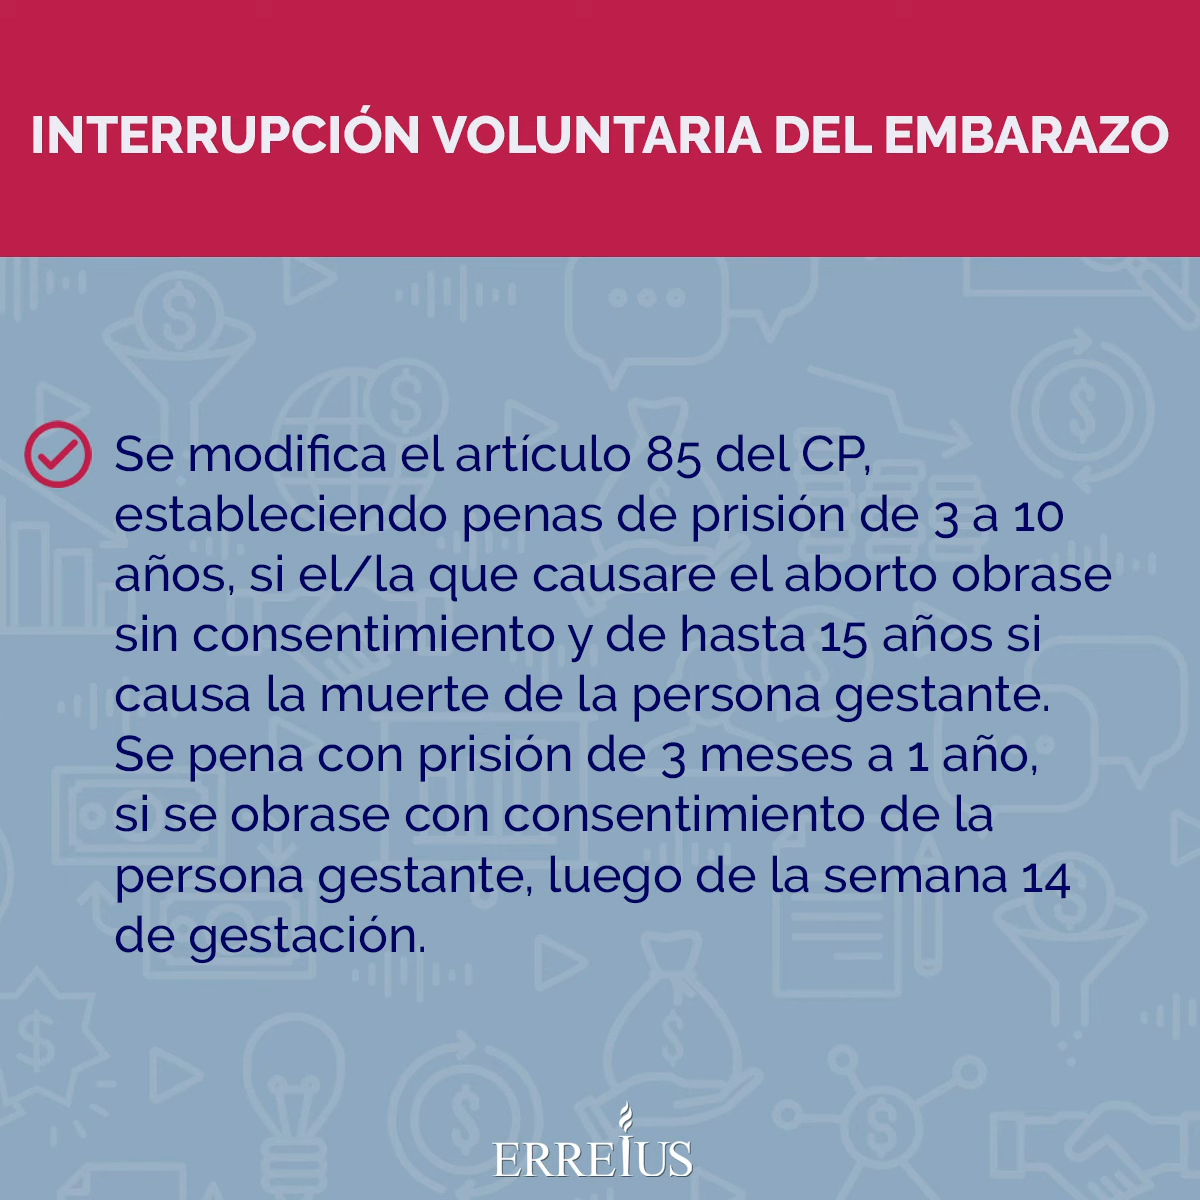 INTERRUPCIÓN VOLUNTARIA DEL EMBARAZO
Se modifica el artículo 85 del CP,
estableciendo penas de prisión de 3 a 10
años, si el/la que causare el aborto obrase
sin consentimiento y de hasta 15 años si
causa la muerte de la persona gestante.
Se pena con prisión de 3 meses a 1 año,
si se obrase con consentimiento de la
persona gestante, luego de la semana 14
de gestación.
ERREIUS